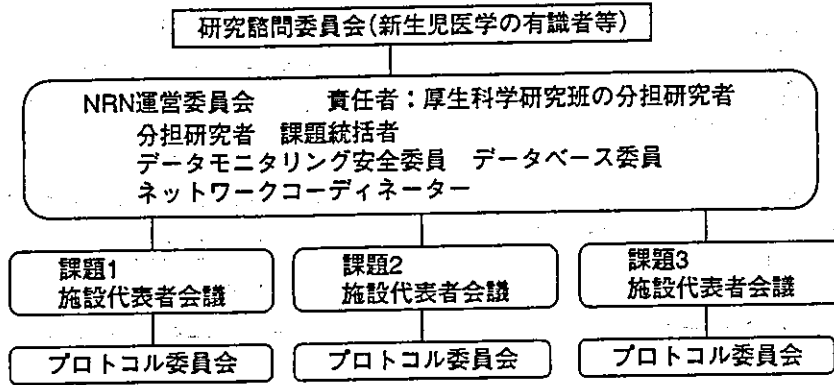 研究諮問委員会(新生児医学の有識者等)
NRN運営委員会 責任者：厚生科学研究班の分担研究者
分担研究者 課題統括者
データモニタリング安全委員 データベース委員
ネットワークコーディネーター
課題1
施設代表者会議
課題2
施設代表者会議
課題3
施設代表者会議
プロトコル委員会
プロトコル委員会
プロトコル委員会